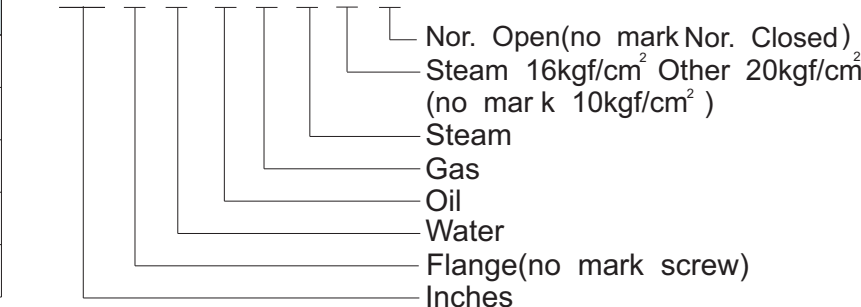 Nor. Open(no mark Nor. Closed)
Steam 16kgf/cm² Other 20kgf/cm²
(no mar k 10kgf/cm² )
Steam
Gas
Oil
Water
Flange(no mark screw)
Inches